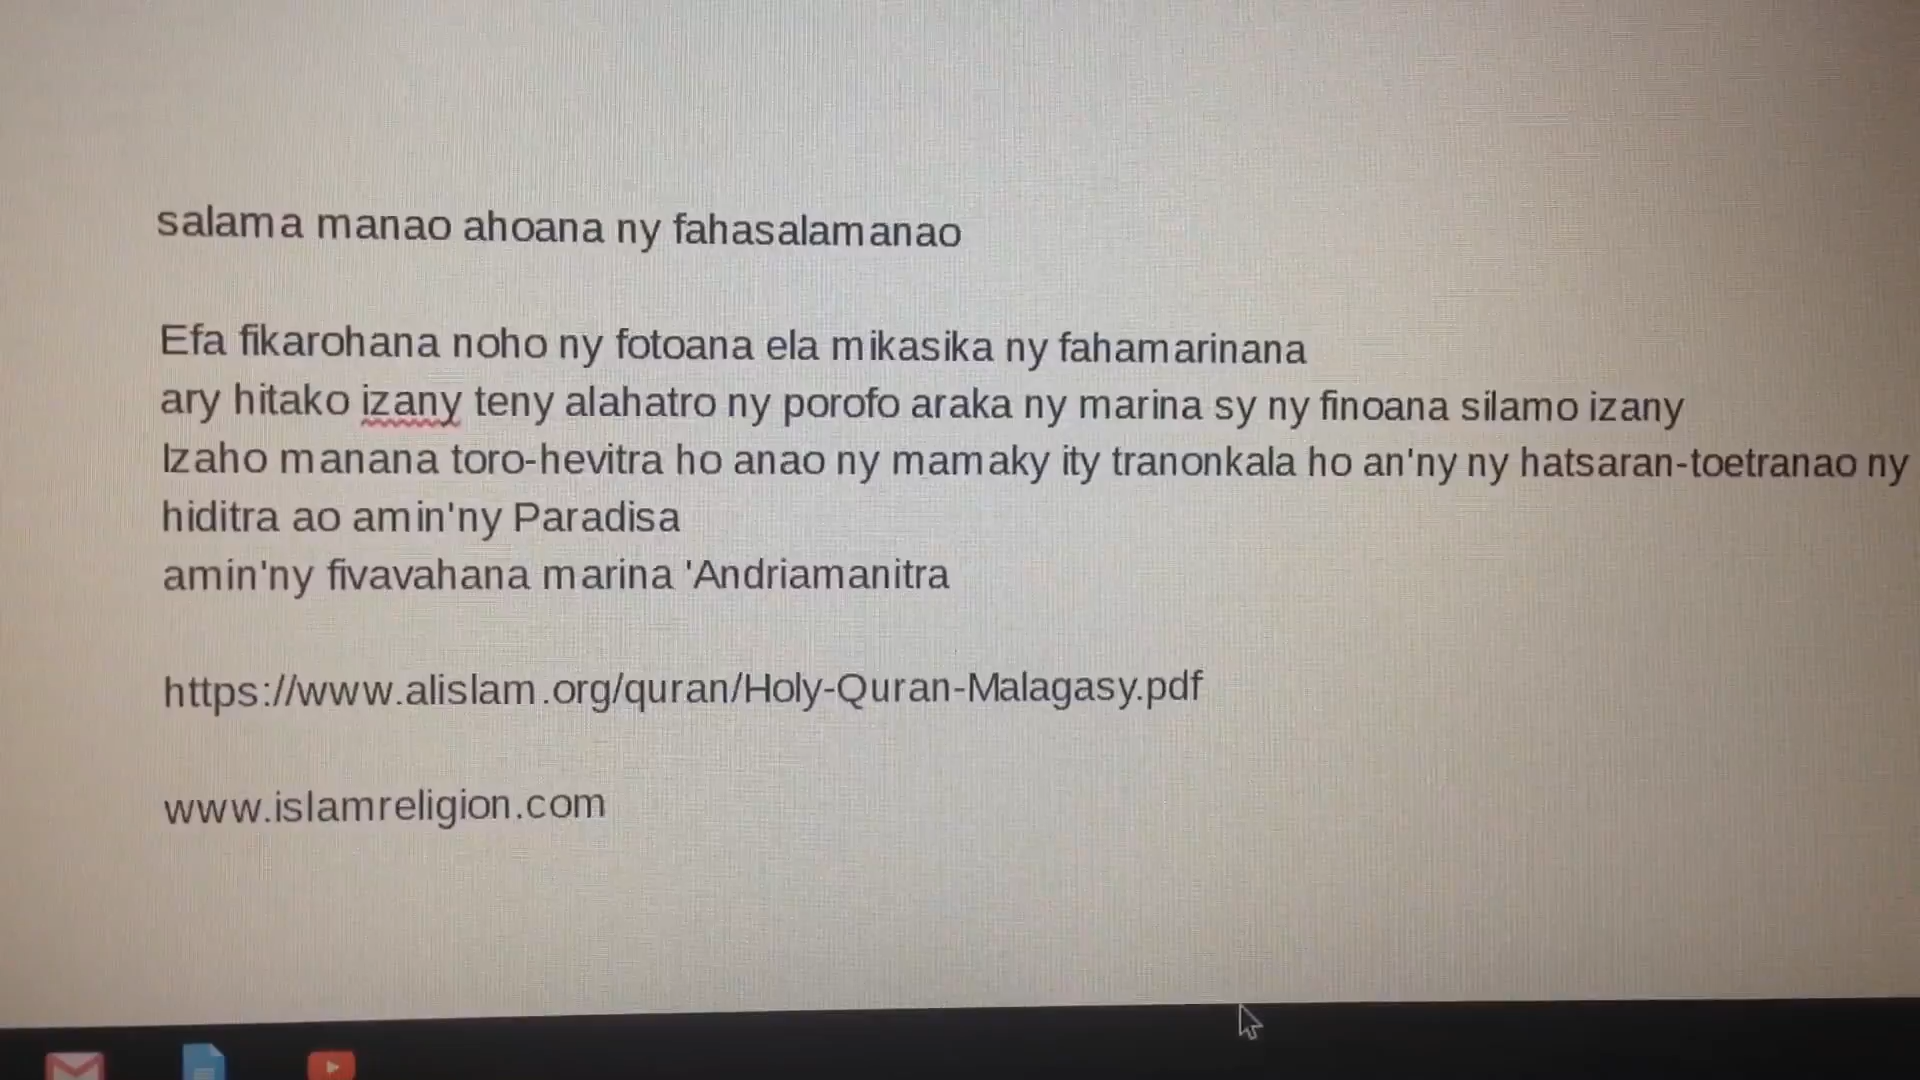 salama manao ahoana ny fahasalamanao
Efa fikarohana noho ny fotoana ela mikasika ny fahamarinana
ary hitako izany teny alahatro ny porofo araka ny marina sy ny finoana silamo izany
Izaho manana toro-hevitra ho anao ny mamaky ity tranonkala ho an'ny ny hatsaran-toetranao ny
hiditra ao amin'ny Paradisa
amin'ny fivavahana marina 'Andriamanitra
https://www.alislam.org/quran/Holy-Quran-Malagasy.pdf
www.islamreligion.com